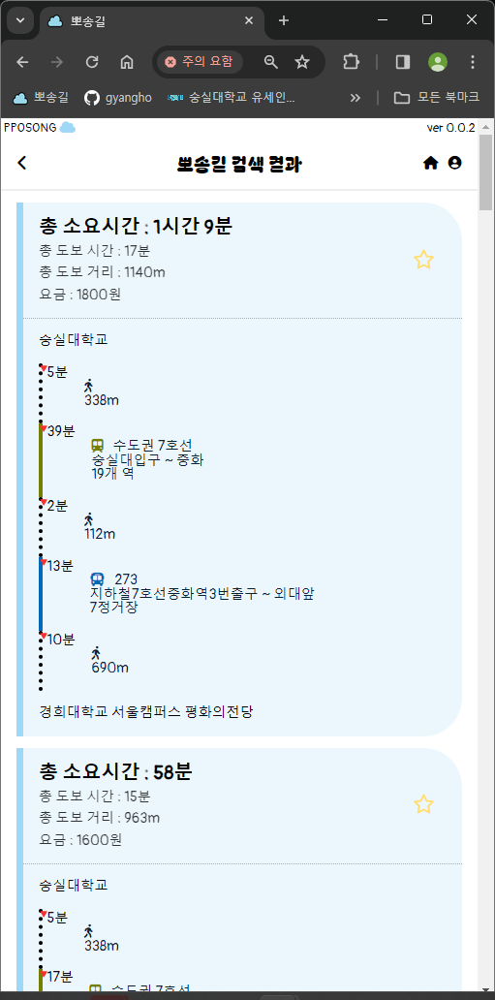 뽀송길
주의 요함
뽀송길
gyangho
숭실대학교 유세인...
모든 북마크
PPOSONG
ver 0.0.2
뽀송길 검색 결과
총 소요시간 : 1시간 9분
총 도보 시간 : 17분
총 도보 거리 : 1140m
요금 : 1800원
숭실대학교
5분
338m
39분
수도권 7호선
숭실대입구 ~ 중화
19개 역
2분
112m
13분
273
지하철7호선중화역3번출구 ~ 외대앞
7정거장
10분
690m
경희대학교 서울캠퍼스 평화의전당
총 소요시간 : 58분
총 도보 시간 : 15분
총 도보 거리 : 963m
요금 : 1600원
숭실대학교
5분
338m
17분
수도권 7호선